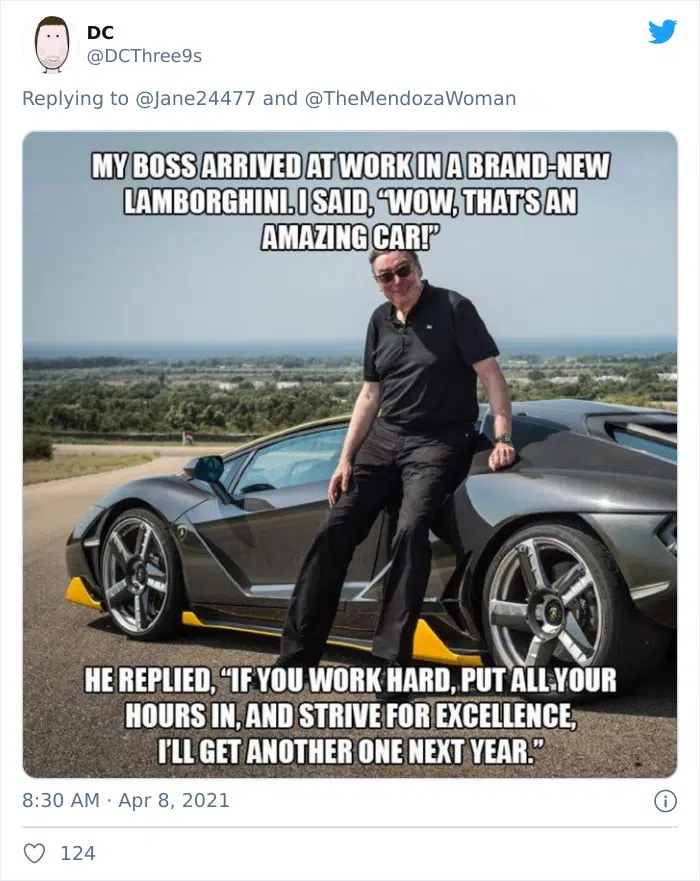 DC
@DCThree9s
Replying to @Jane24477 and @TheMendozaWoman
MY BOSS ARRIVED AT WORK IN A BRAND-NEW
LAMBORGHINI. I SAID, “WOW, THAT'S AN
AMAZING CAR!”
HE REPLIED, “IF YOU WORK HARD, PUT ALL YOUR
HOURS IN, AND STRIVE FOR EXCELLENCE,
I'LL GET ANOTHER ONE NEXT YEAR.”
8:30 AM · Apr 8, 2021
124